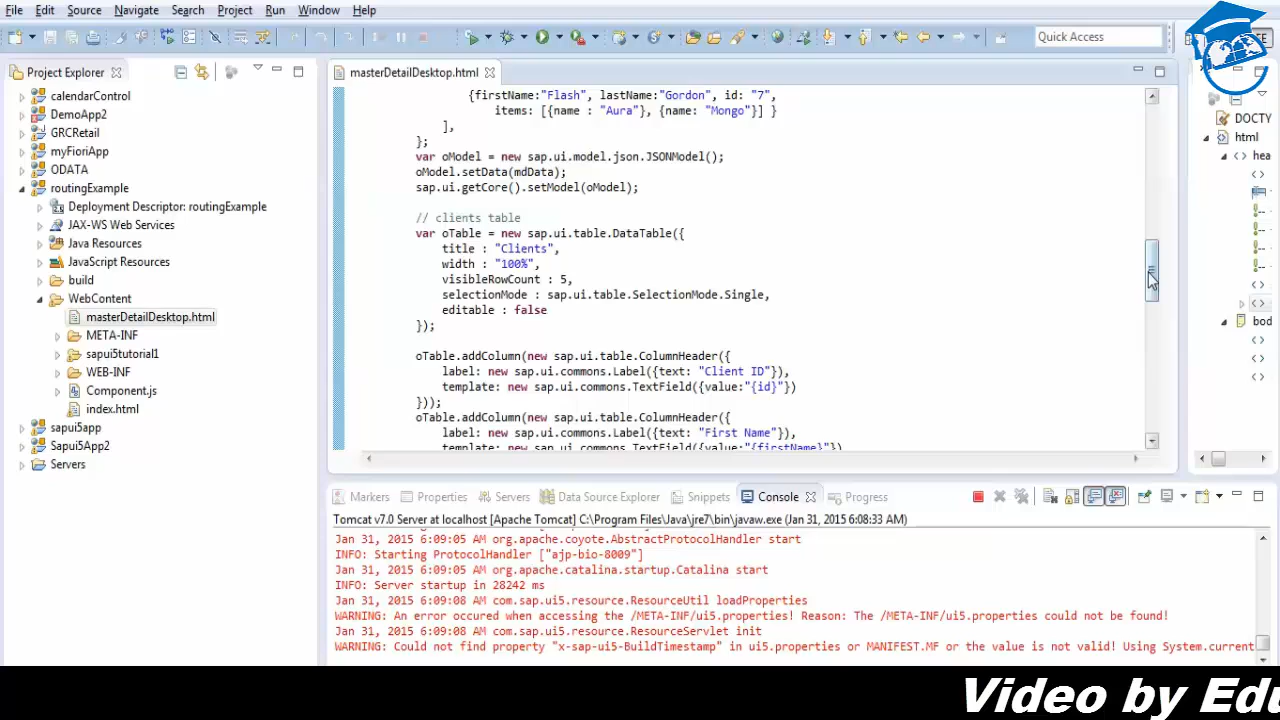 File Edit Source Navigate Search Project Run Window Help
Quick Access
Project Explorer
calendarControl
DemoApp2
GRCRetail
myFioriApp
ODATA
routingExample
Deployment Descriptor: routingExample
JAX-WS Web Services
Java Resources
JavaScript Resources
build
WebContent
masterDetailDesktop.html
META-INF
sapui5tutorial1
WEB-INF
Component.js
index.html
sapui5app
Sapui5App2
Servers
masterDetailDesktop.html
{firstName:"Flash", lastName:"Gordon", id: "7",
items: [{name : "Aura"}, {name: "Mongo"}] }
],
};
var oModel = new sap.ui.model.json.JSONModel();
oModel.setData(mdData);
sap.ui.getCore().setModel(oModel);
// clients table
var oTable = new sap.ui.table.DataTable({
title : "Clients",
width : "100%",
visibleRowCount : 5,
selectionMode : sap.ui.table.SelectionMode.Single,
editable : false
});
oTable.addColumn(new sap.ui.table.ColumnHeader({
label: new sap.ui.commons.Label({text: "Client ID"}),
template: new sap.ui.commons.TextField({value:"{id}"})
}));
oTable.addColumn(new sap.ui.table.ColumnHeader({
label: new sap.ui.commons.Label({text: "First Name"}),
template: new sap.ui.commons.TextField({value:"{firstName}"})
DOCTY
html
hea
bod
Markers Properties Servers Data Source Explorer Snippets Console Progress
Tomcat v7.0 Server at localhost [Apache Tomcat] C:\Program Files\Java\jre7\bin\javaw.exe (Jan 31, 2015 6:08:33 AM)
Jan 31, 2015 6:09:05 AM org.apache.coyote.AbstractProtocolHandler start
INFO: Starting ProtocolHandler ["ajp-bio-8009"]
Jan 31, 2015 6:09:05 AM org.apache.catalina.startup.Catalina start
INFO: Server startup in 28242 ms
Jan 31, 2015 6:09:08 AM com.sap.ui5.resource.ResourceUtil loadProperties
WARNING: An error occured when accessing the /META-INF/ui5.properties! Reason: The /META-INF/ui5.properties could not be found!
Jan 31, 2015 6:09:08 AM com.sap.ui5.resource.ResourceServlet init
WARNING: Could not find property "x-sap-ui5-BuildTimestamp" in ui5.properties or MANIFEST.MF or the value is not valid! Using System.current
Video by Edu